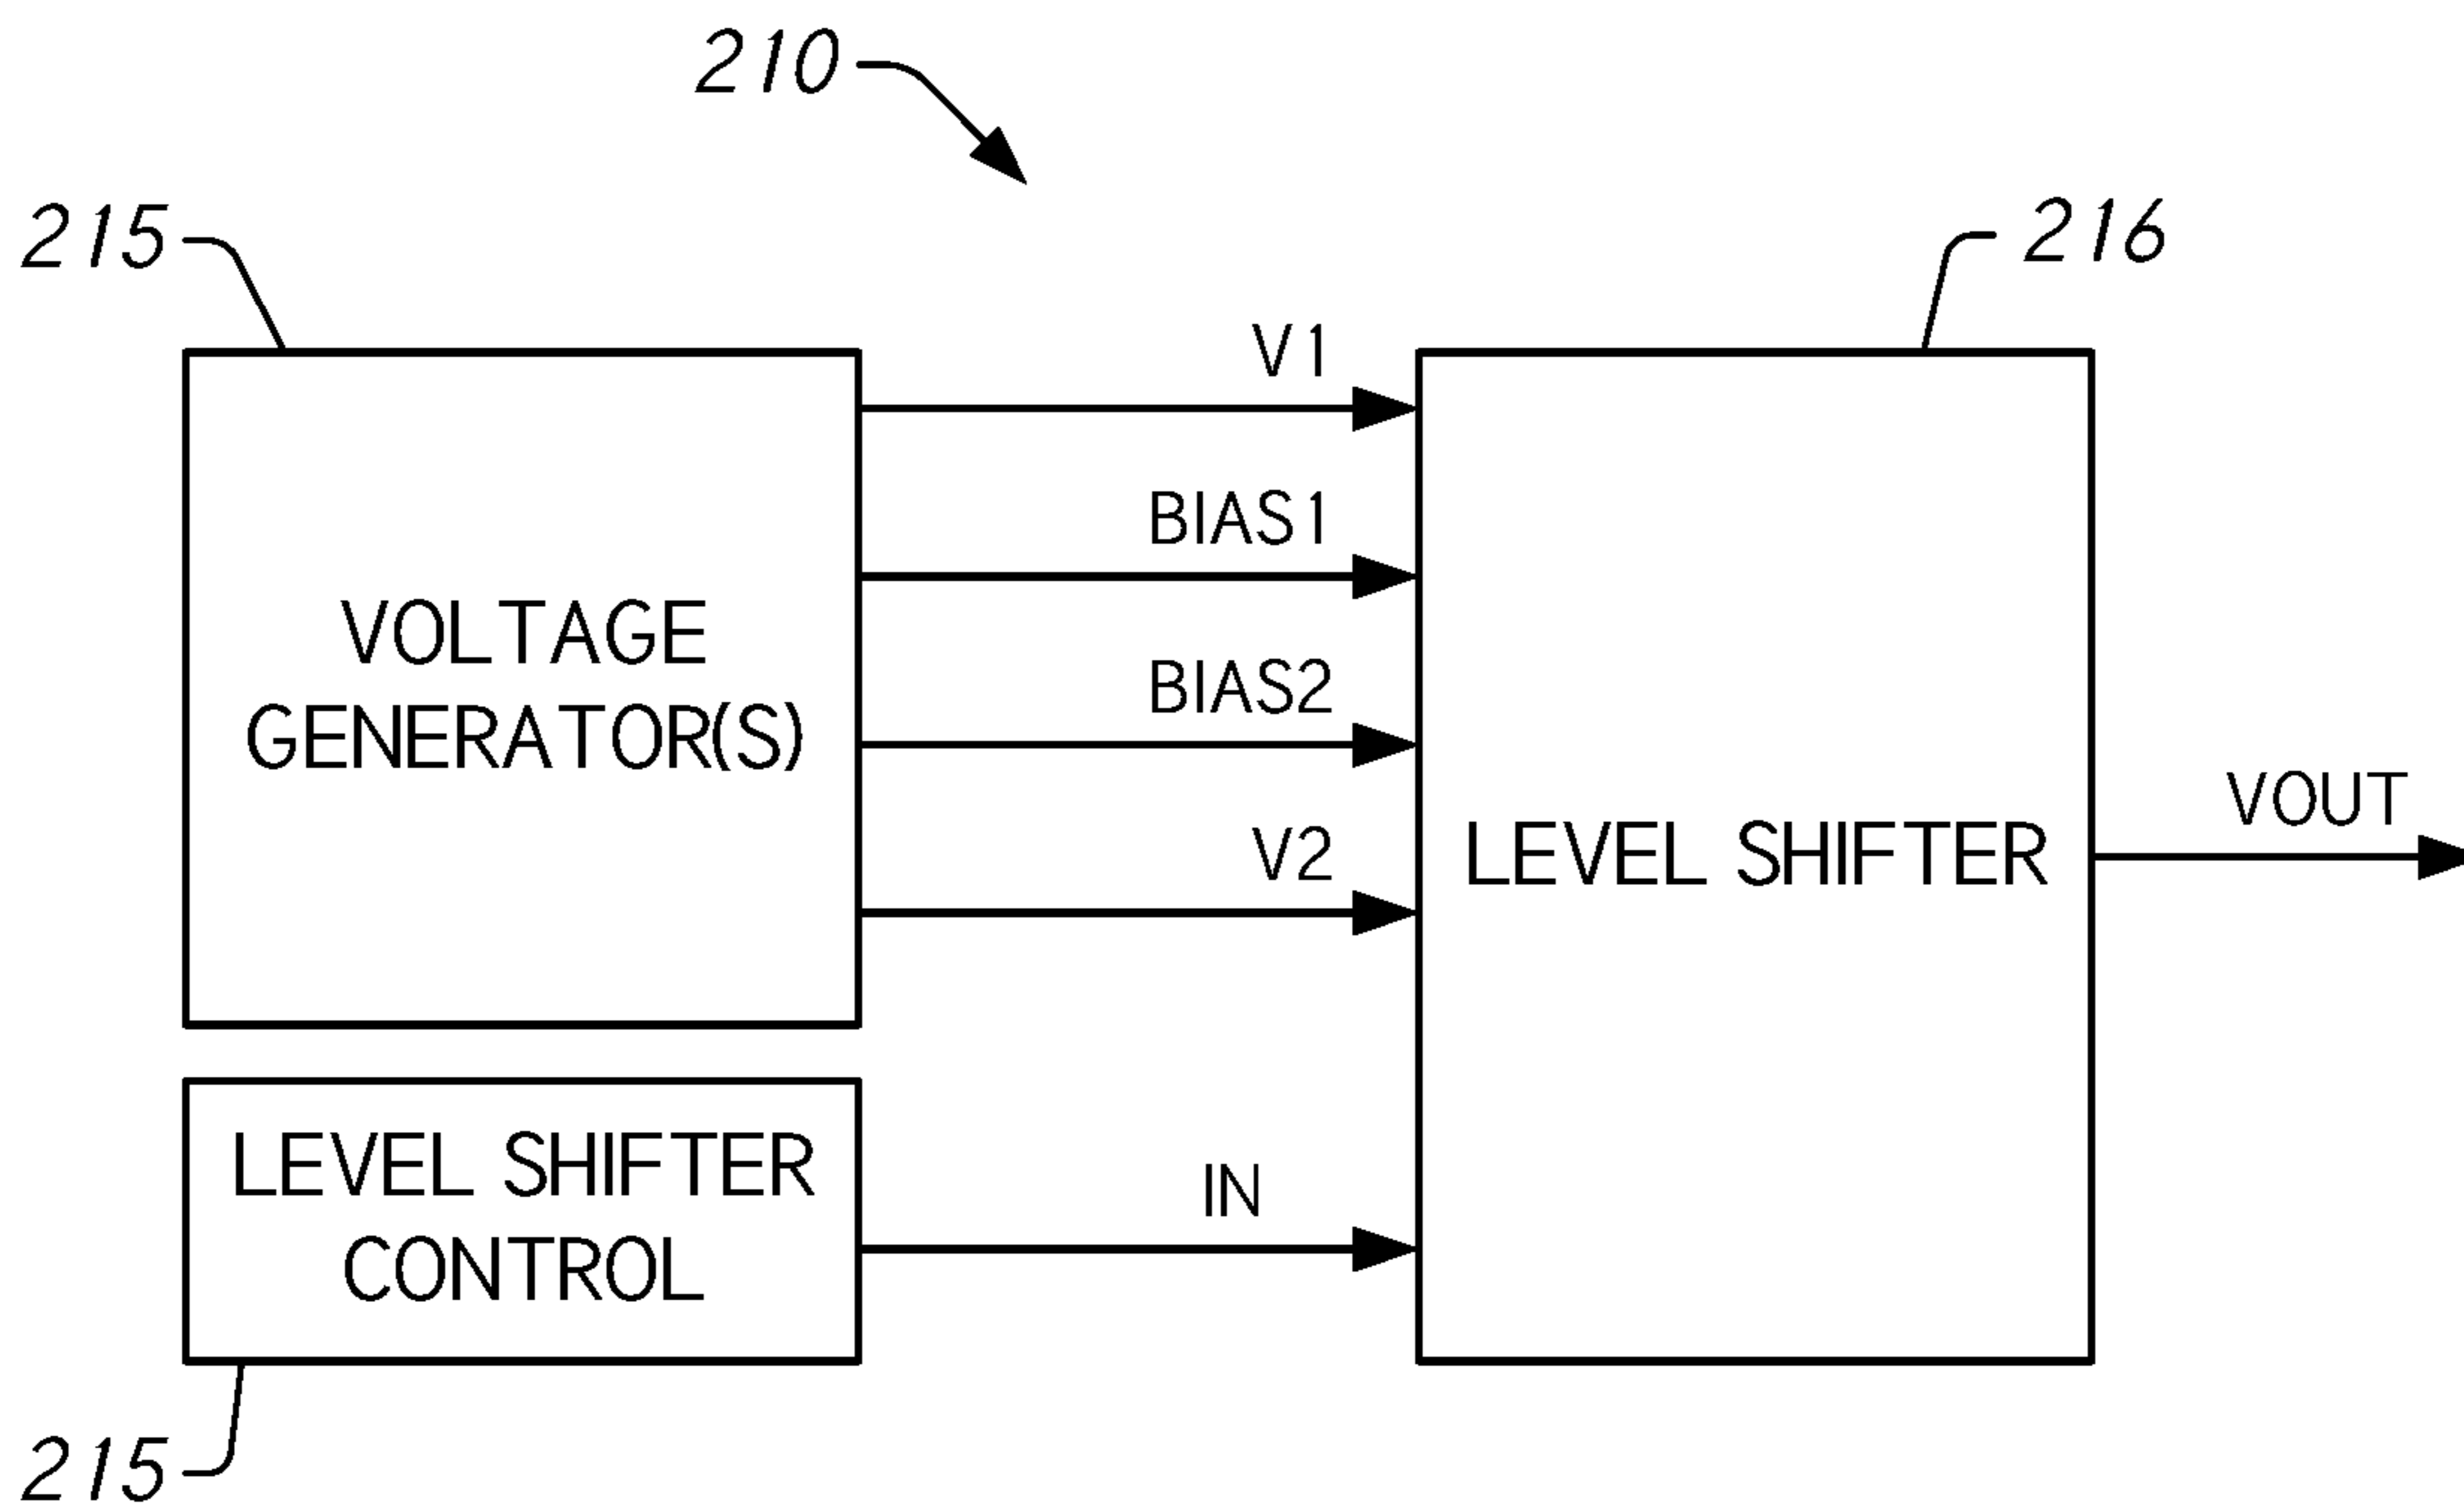 210
215
216
V1
BIAS1
BIAS2
V2
VOLTAGE
GENERATOR(S)
LEVEL SHIFTER
VOUT
LEVEL SHIFTER
CONTROL
IN
215